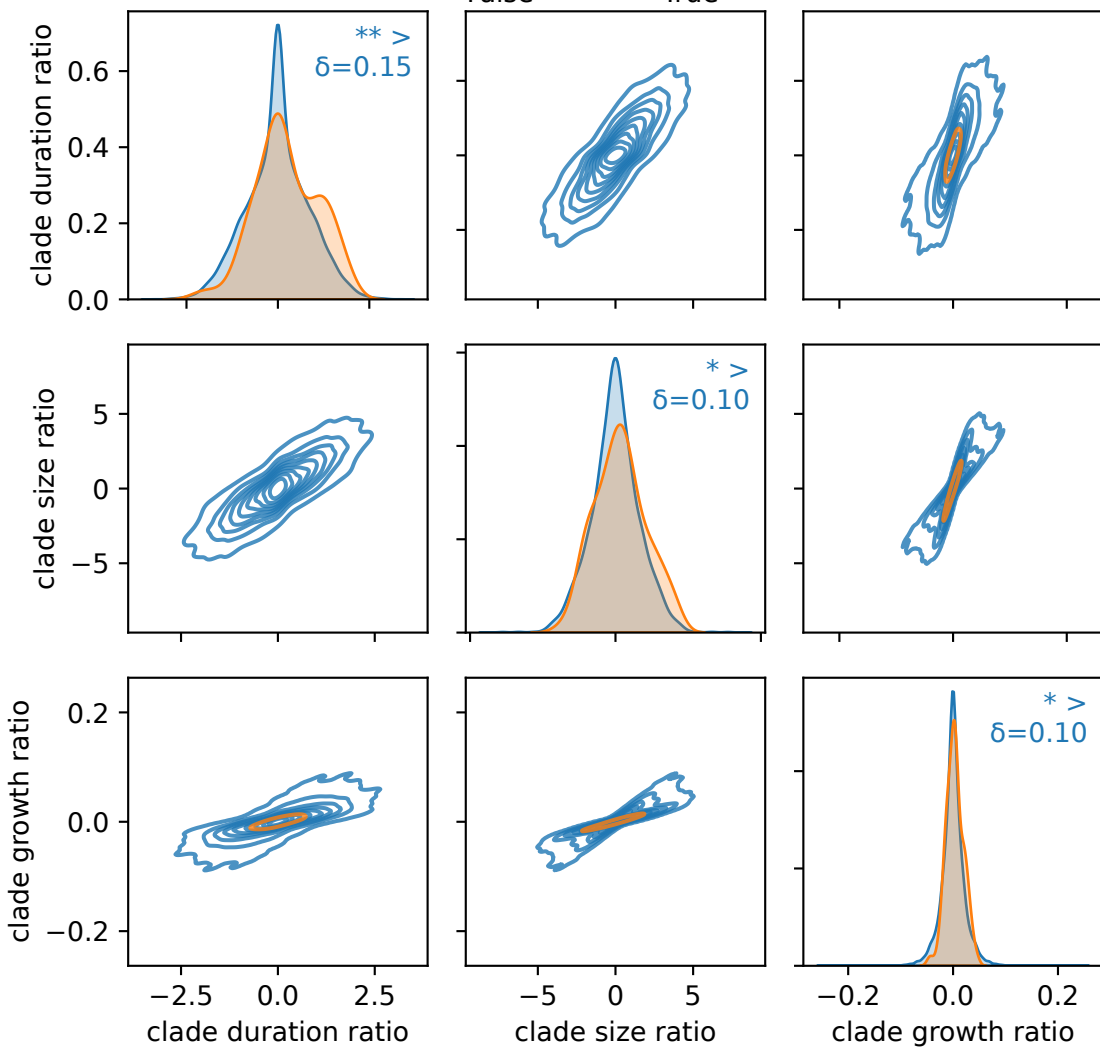 True
clade duration ratio
0.6
0.4
0.2
0.0
** >
δ=0.15
clade size ratio
5
0
−5
* >
δ=0.10
clade growth ratio
0.2
0.0
−0.2
* >
δ=0.10
−2.5 0.0 2.5
−5 0 5
−0.2 0.0 0.2
clade duration ratio
clade size ratio
clade growth ratio